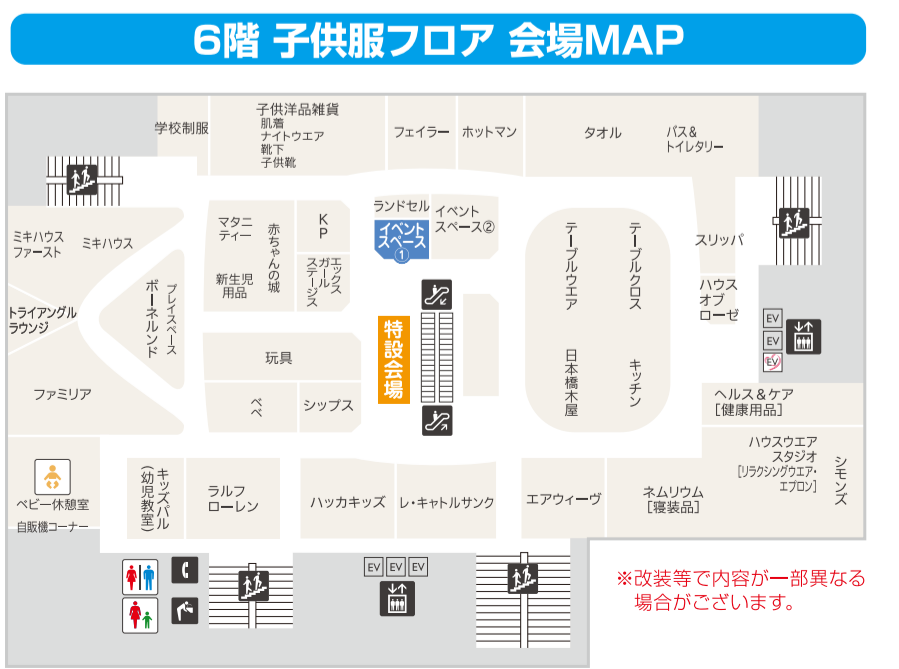 6階 子供服フロア 会場MAP
学校制服
子供洋品雑貨
肌着
ナイトウエア
靴下
子供靴
フェイラー
ホットマン
タオル
バス&
トイレタリー
ミキハウス
ファースト
ミキハウス
マタニ
ティー
新生児
用品
赤ちゃんの城
KP
エックス
ガール
ステージス
ランドセル
イベント
スペース
①
イベント
スペース②
テーブルウエア
テーブルクロス
スリッパ
ハウス
オブ
ローゼ
トライアングル
ラウンジ
プレイスペース
ボーネルンド
玩具
特設会場
日本橋木屋
キッチン
EV
EV
EV
ファミリア
べべ
シップス
ヘルス&ケア
[健康用品]
ハウスウエア
スタジオ
[リラクシングウエア・
エプロン]
シモンズ
ベビー休憩室
自販機コーナー
キッズパル
(幼児教室)
ラルフ
ローレン
ハッカキッズ
レ・キャトルサンク
エアウィーヴ
ネムリウム
[寝装品]
EV EV EV
※改装等で内容が一部異なる
場合がございます。